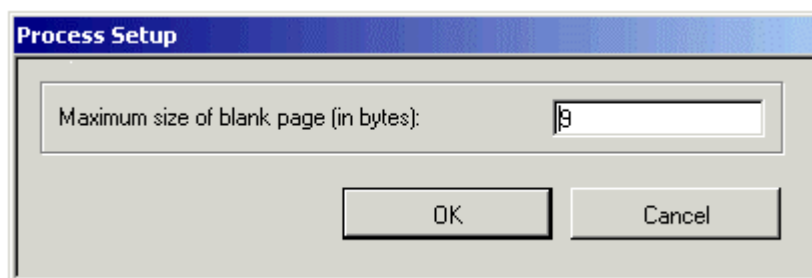 Process Setup
Maximum size of blank page (in bytes): 9
OK Cancel